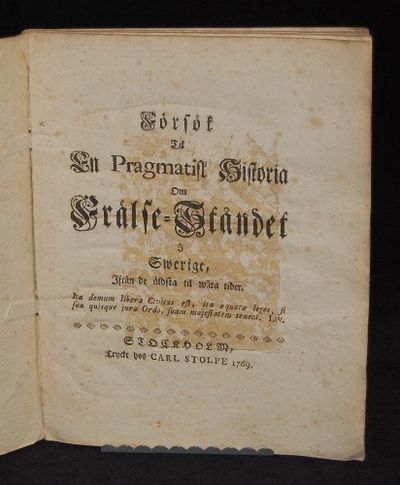 Försök
Til
En Pragmatisk Historia
Om
Frälse-Ståndet
I
Swerige,
Ifrån de äldsta til wåra tider.
Ita demum libera Civitas est, ita æquatæ leges, si
sua quisque jura Ordo, suam majestatem teneat. Liv.
STOCKHOLM,
Tryckt hos CARL STOLPE 1769.